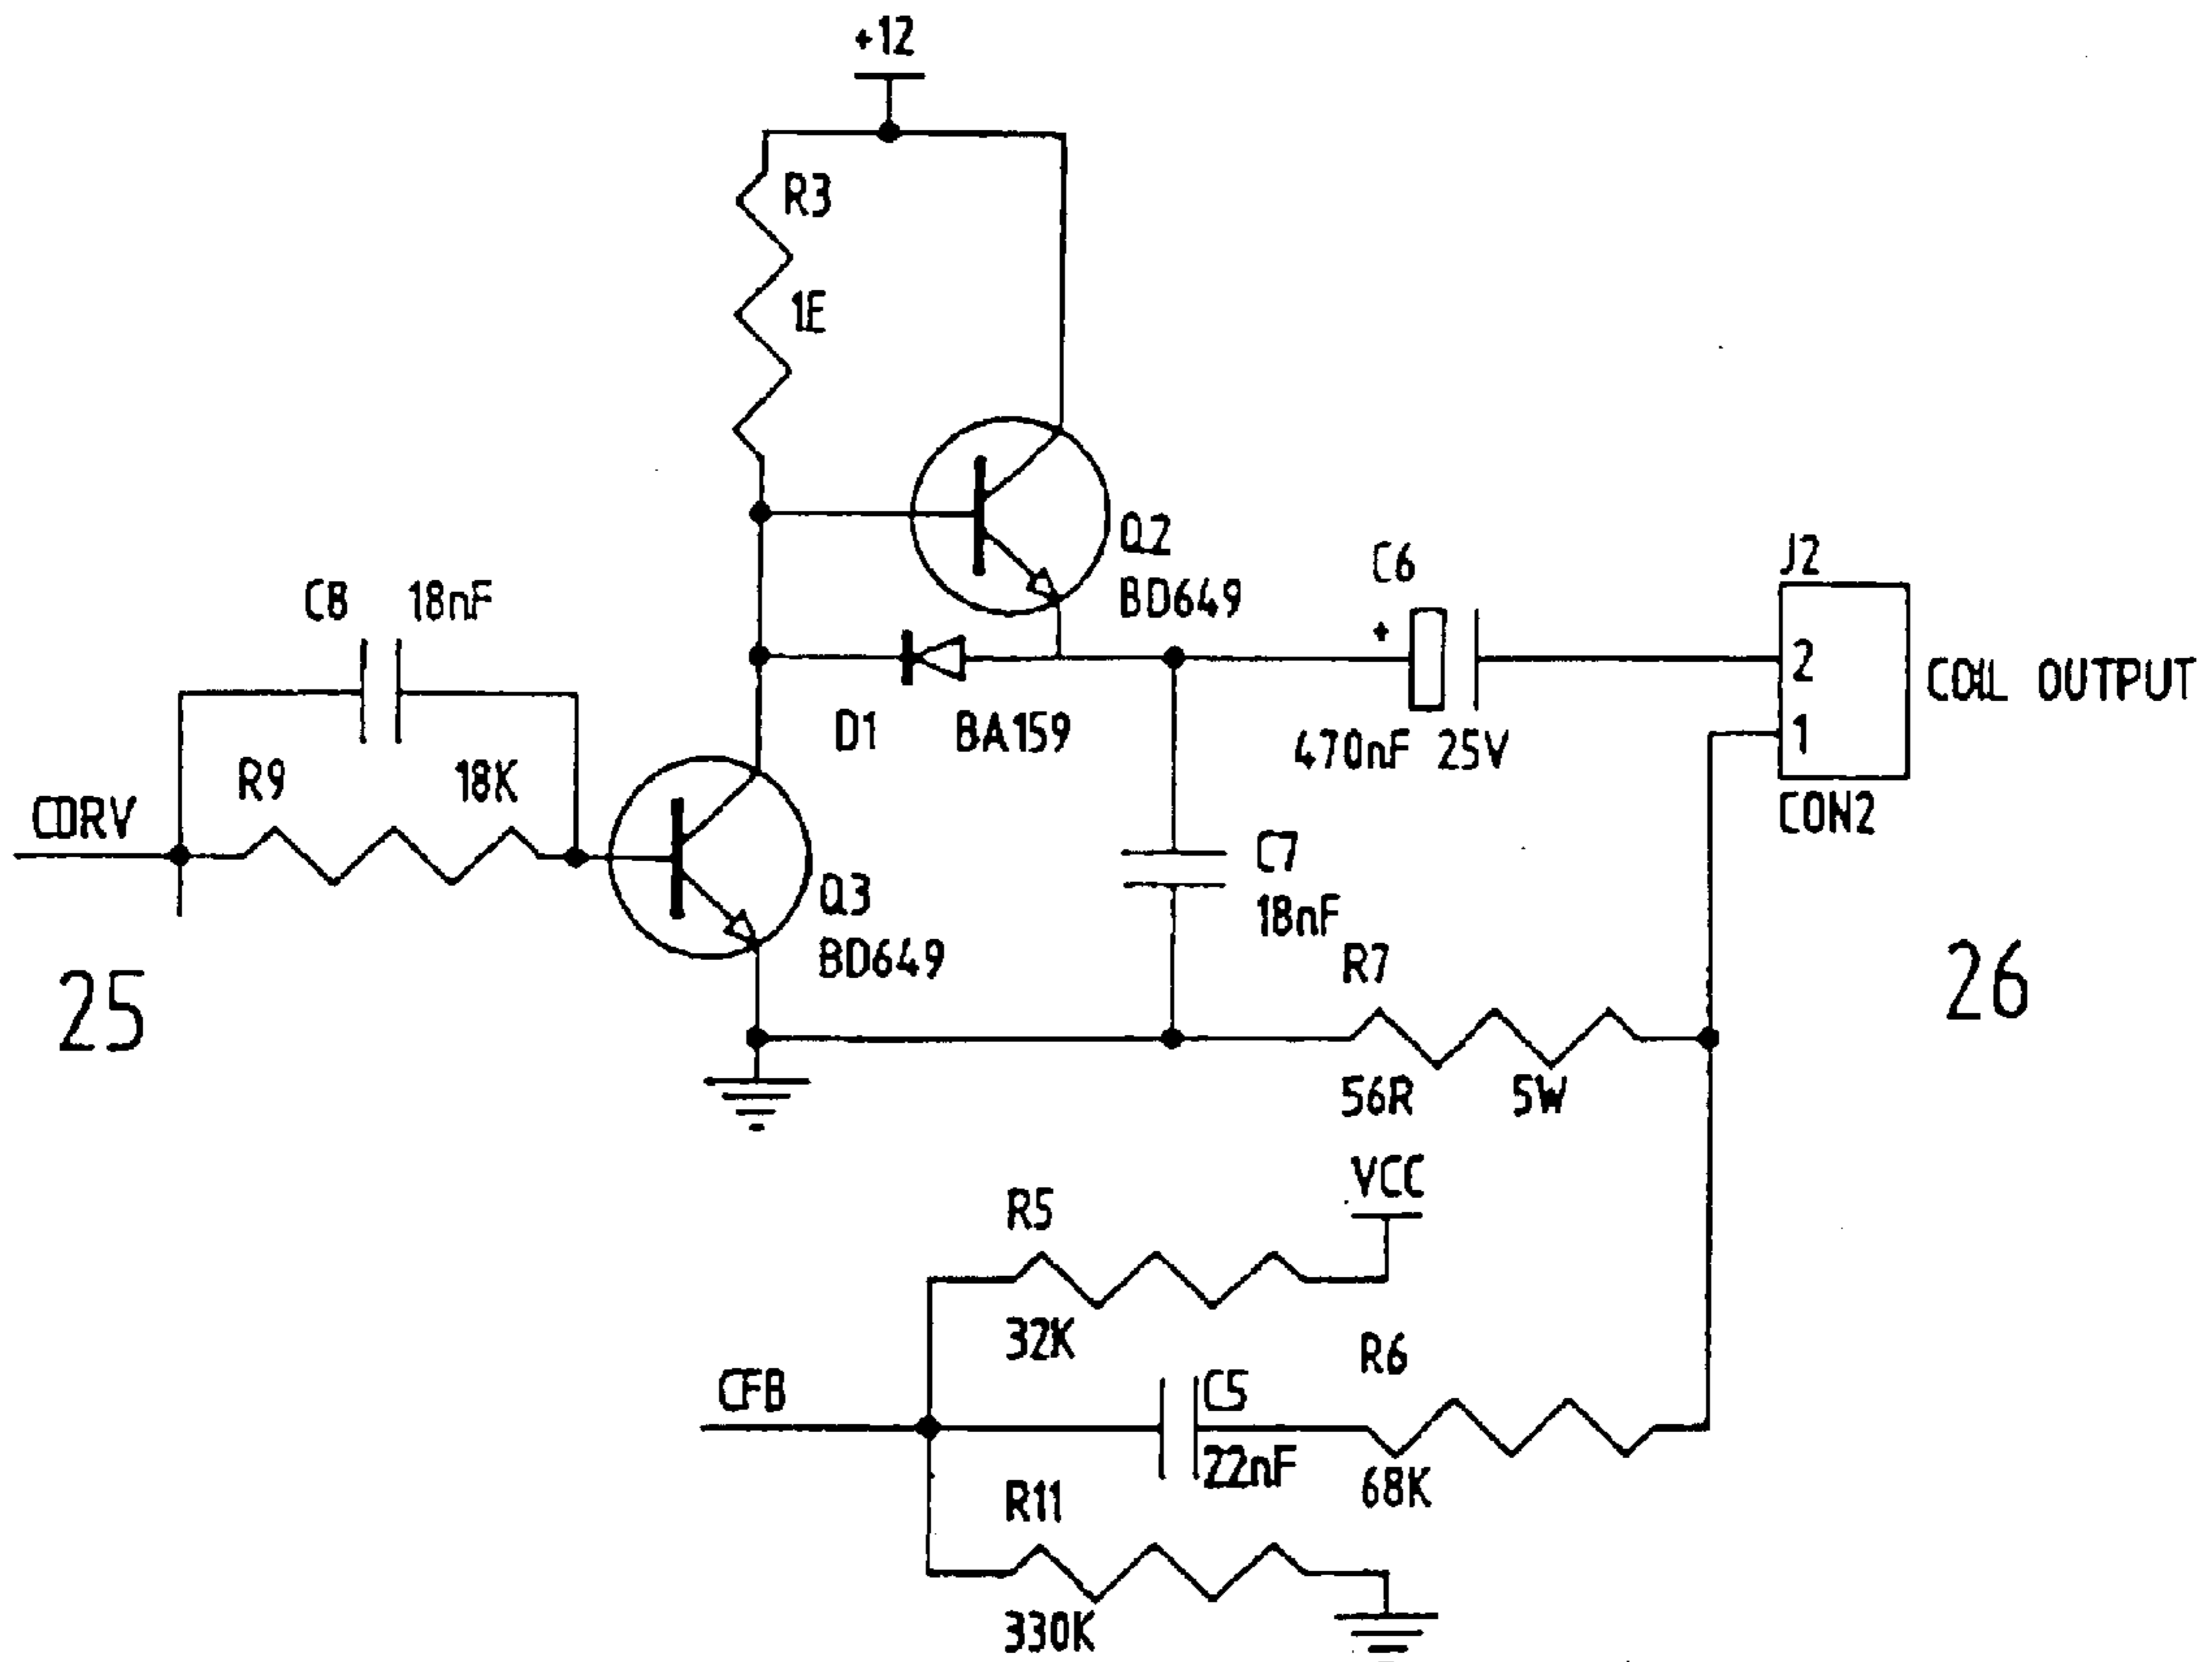 +12
R3
1E
Q2
BD649
C6
+
470nF 25V
J2
2
1
CON2
COIL OUTPUT
C8 18nF
R9 18K
CDRV
D1 BA159
Q3
BD649
C7
18nF
25
26
R7
56R 5W
VCC
R5
32K
R6
68K
CFB
C5
22nF
R11
330K